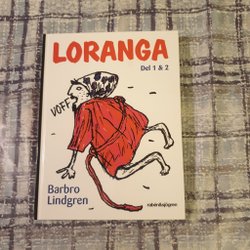 LORANGA
Del 1 & 2
VOFF
Barbro
Lindgren
rabén&sjögren